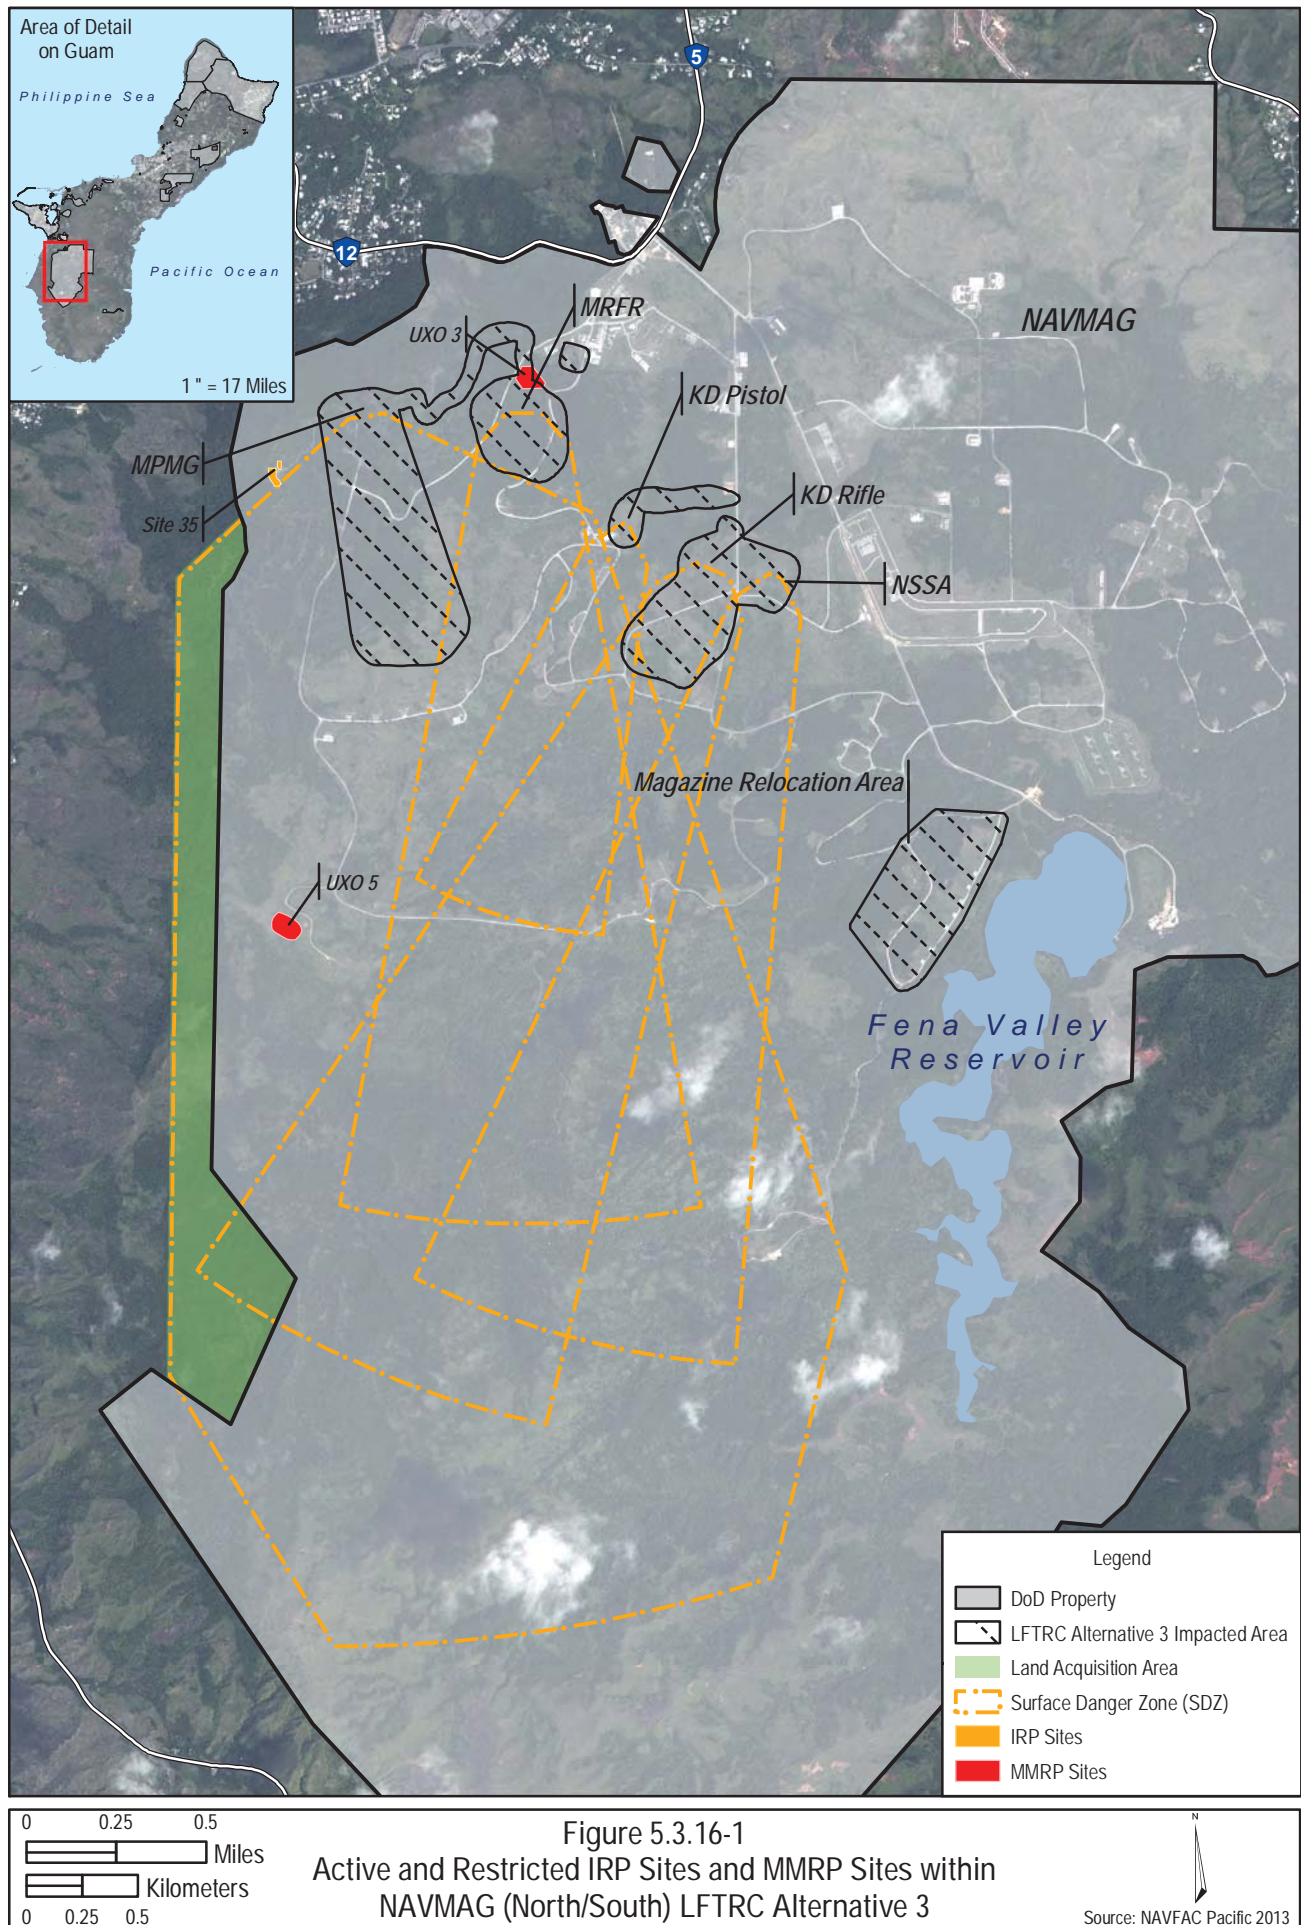 Area of Detail
on Guam
Philippine Sea
Pacific Ocean
1 " = 17 Miles
5
12
NAVMAG
MRFR
UXO 3
KD Pistol
MPMG
KD Rifle
Site 35
NSSA
Magazine Relocation Area
UXO 5
Fena Valley
Reservoir
Legend
DoD Property
LFTRC Alternative 3 Impacted Area
Land Acquisition Area
Surface Danger Zone (SDZ)
IRP Sites
MMRP Sites
0 0.25 0.5
Miles
Kilometers
0 0.25 0.5
Figure 5.3.16-1
Active and Restricted IRP Sites and MMRP Sites within
NAVMAG (North/South) LFTRC Alternative 3
N
Source: NAVFAC Pacific 2013